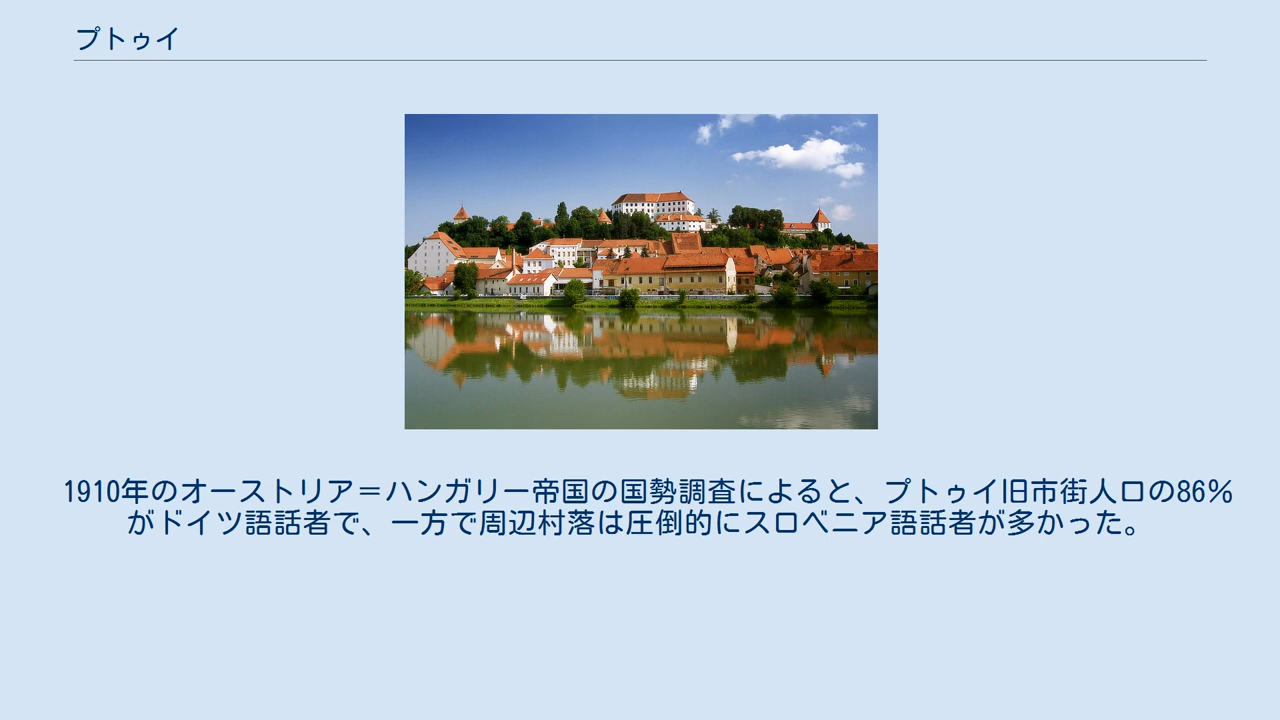 プトゥイ
1910年のオーストリア＝ハンガリー帝国の国勢調査によると、プトゥイ旧市街人口の86%
がドイツ語話者で、一方で周辺村落は圧倒的にスロベニア語話者が多かった。